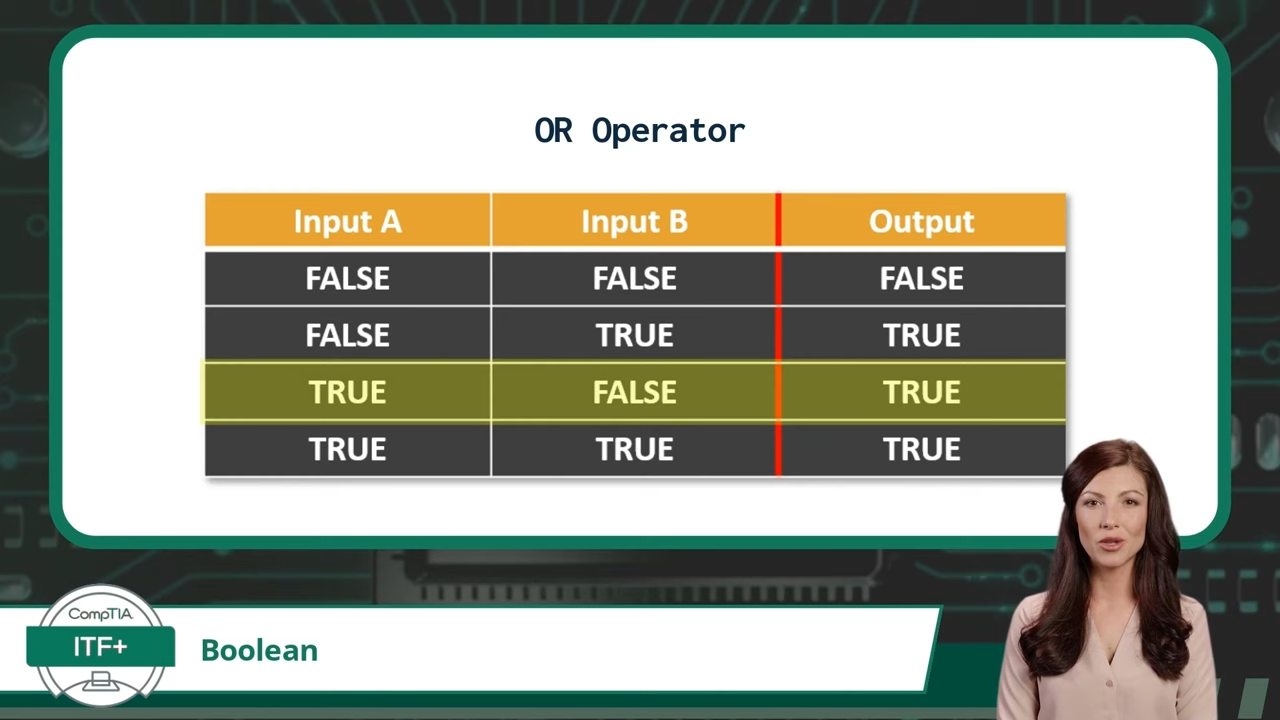 OR Operator
Input A Input B Output
FALSE FALSE FALSE
FALSE TRUE TRUE
TRUE FALSE TRUE
TRUE TRUE TRUE
CompTIA
ITF+
Boolean